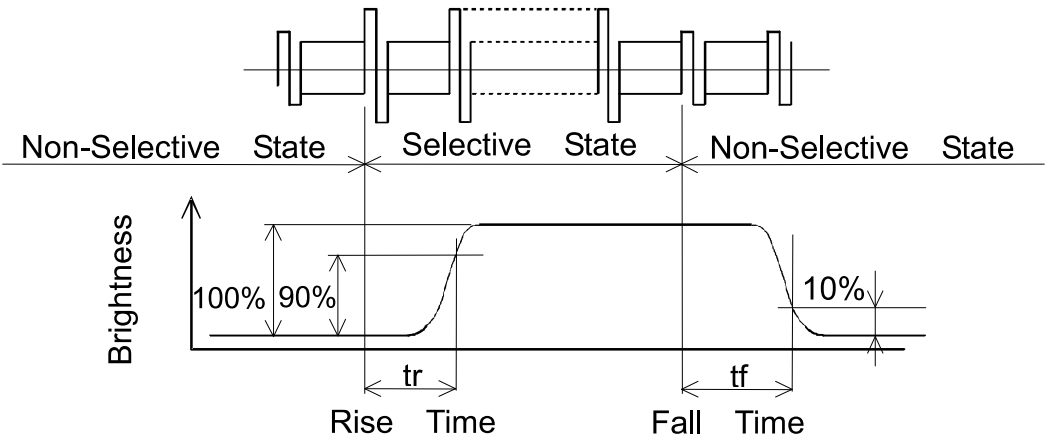 Non-Selective State Selective State Non-Selective State
Brightness
100% 90% 10%
tr tf
Rise Time Fall Time